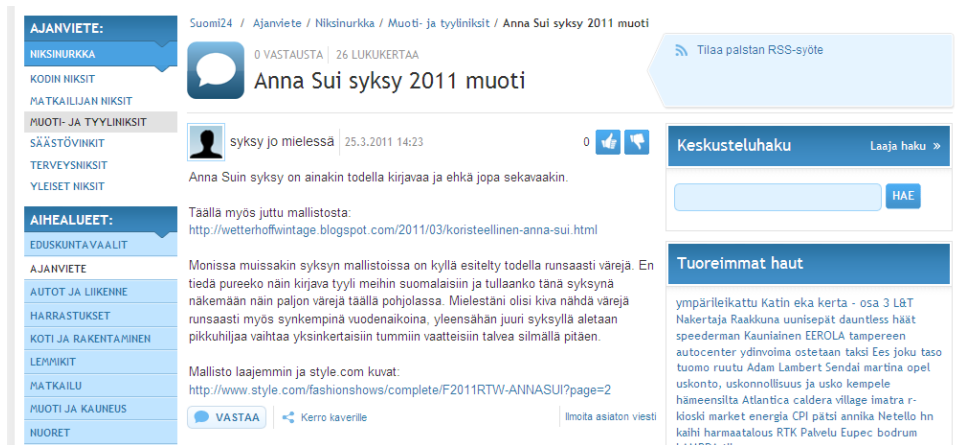 AJANVIETE:
NIKSINURKKA
KODIN NIKSIT
MATKAILIJAN NIKSIT
MUOTI- JA TYYLINIKSIT
SÄÄSTÖVINKIT
TERVEYSNIKSIT
YLEISET NIKSIT
AIHEALUEET:
EDUSKUNTAVAALIT
AJANVIETE
AUTOT JA LIIKENNE
HARRASTUKSET
KOTI JA RAKENTAMINEN
LEMMIKIT
MATKAILU
MUOTI JA KAUNEUS
NUORET
Suomi24 / Ajanviete / Niksinurkka / Muoti- ja tyyliniksit / Anna Sui syksy 2011 muoti
0 VASTAUSTA 26 LUKUKERTAA
Anna Sui syksy 2011 muoti
syksy jo mielessä 25.3.2011 14:23 0
Anna Suin syksy on ainakin todella kirjavaa ja ehkä jopa sekavaakin.
Täällä myös juttu mallistosta:
http://wetterhoffwintage.blogspot.com/2011/03/koristeellinen-anna-sui.html
Monissa muissakin syksyn mallistoissa on kyllä esitelty todella runsaasti värejä. En
tiedä pureeko näin kirjava tyyli meihin suomalaisiin ja tullaanko tänä syksynä
näkemään näin paljon värejä täällä pohjolassa. Mielestäni olisi kiva nähdä värejä
runsaasti myös synkempinä vuodenaikoina, yleensähän juuri syksyllä aletaan
pikkuhiljaa vaihtaa yksinkertaisiin tummiin vaatteisiin talvea silmällä pitäen.
Mallisto laajemmin ja style.com kuvat:
http://www.style.com/fashionshows/complete/F2011RTW-ANNASUI?page=2
VASTAA Kerro kaverille Ilmoita asiaton viesti
Tilaa palstan RSS-syöte
Keskusteluhaku Laaja haku »
HAE
Tuoreimmat haut
ympärileikattu Katin eka kerta - osa 3 L&T
Nakertaja Raakkuna uunisepät dauntless häät
speederman Kauniainen EEROLA tampereen
autocenter ydinvoima ostetaan taksi Ees joku taso
tuomo ruutu Adam Lambert Sendai martina opel
uskonto, uskonnollisuus ja usko kempele
hämeensilta Atlantica caldera village imatra r-
kioski market energia CPI pätsi annika Netello hn
kaihi harmaatalous RTK Palvelu Eupec bodrum